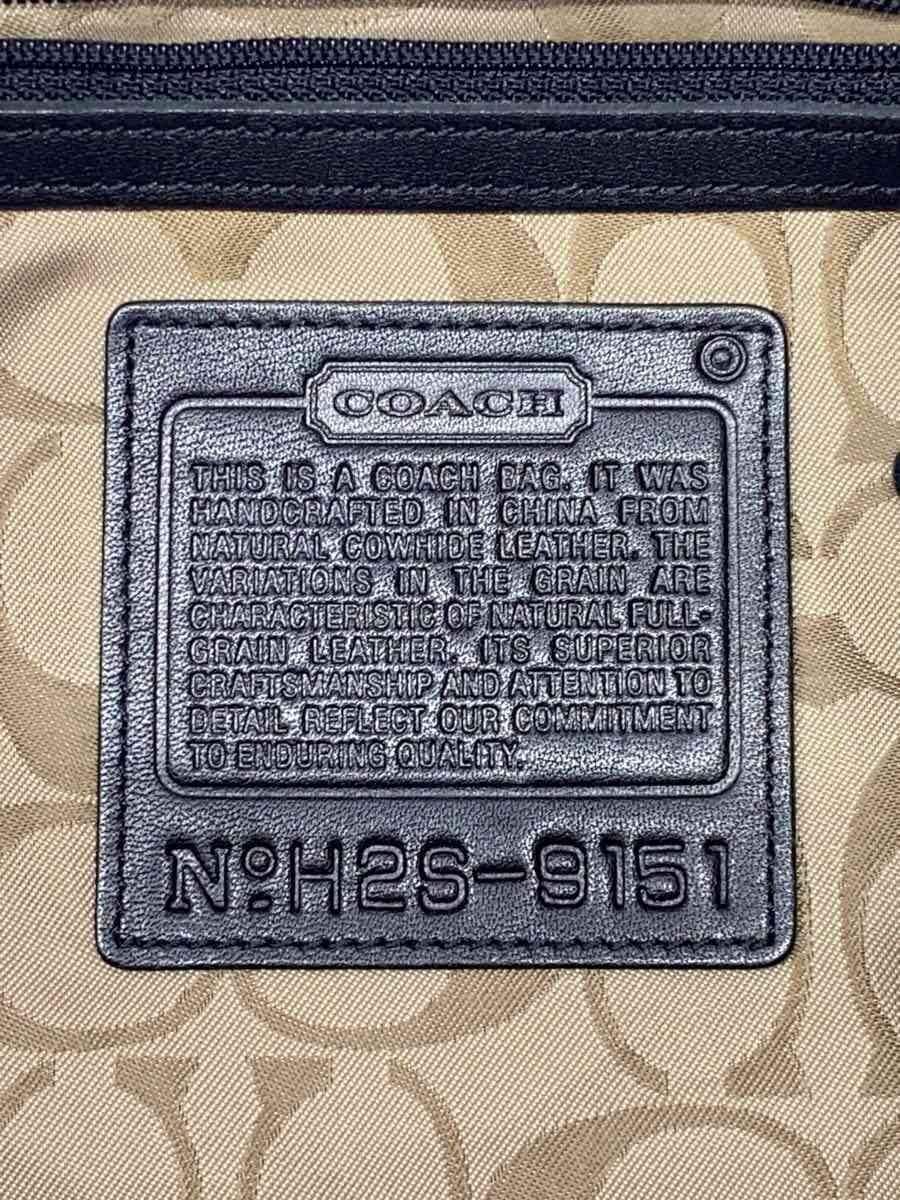 COACH
THIS IS A COACH BAG. IT WAS
HANDCRAFTED IN CHINA FROM
NATURAL COWHIDE LEATHER. THE
VARIATIONS IN THE GRAIN ARE
CHARACTERISTIC OF NATURAL FULL-
GRAIN LEATHER. ITS SUPERIOR
CRAFTSMANSHIP AND ATTENTION TO
DETAIL REFLECT OUR COMMITMENT
TO ENDURING QUALITY.
Nº:H2S-9151